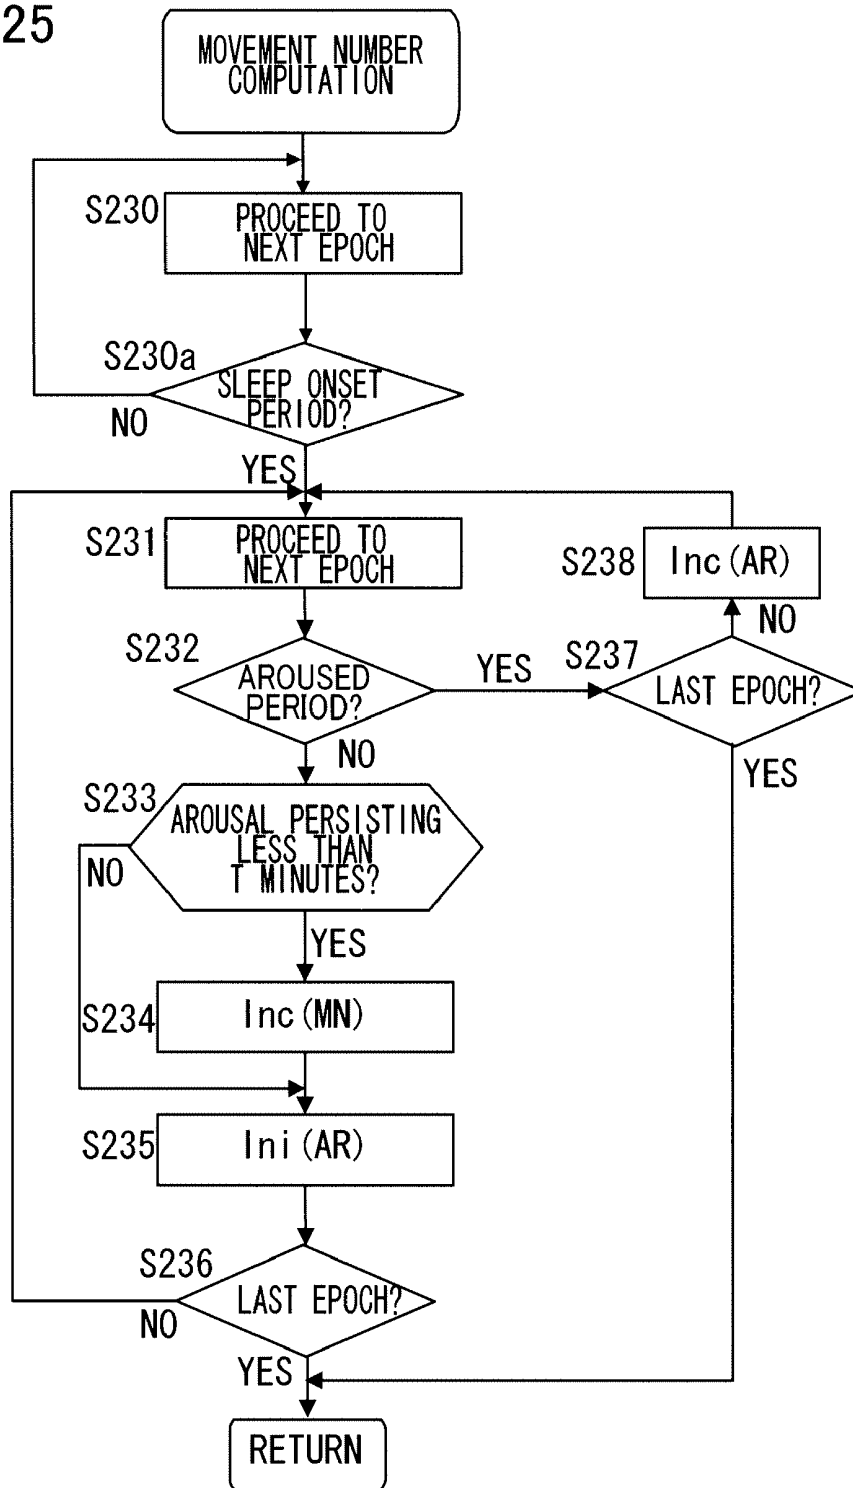 25
MOVEMENT NUMBER
COMPUTATION
S230
PROCEED TO
NEXT EPOCH
S230a
SLEEP ONSET
PERIOD?
NO
YES
S231
PROCEED TO
NEXT EPOCH
S238
Inc(AR)
NO
S232
AROUSED
PERIOD?
YES
S237
LAST EPOCH?
NO
YES
S233
AROUSAL PERSISTING
LESS THAN
T MINUTES?
NO
YES
S234
Inc(MN)
S235
Ini(AR)
S236
LAST EPOCH?
NO
YES
RETURN